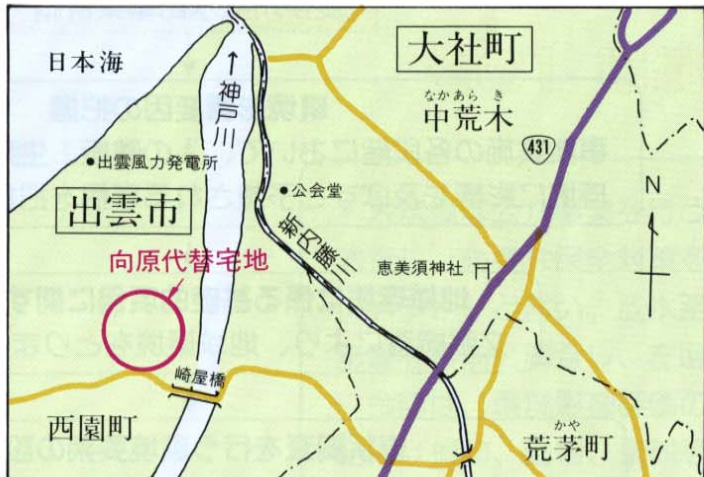 日本海
大社町
なかあらき
中荒木
431
→神戸川
出雲風力発電所
公会堂
N
出雲市
新内藤川
恵美須神社
向原代替宅地
崎屋橋
西園町
かや
荒茅町